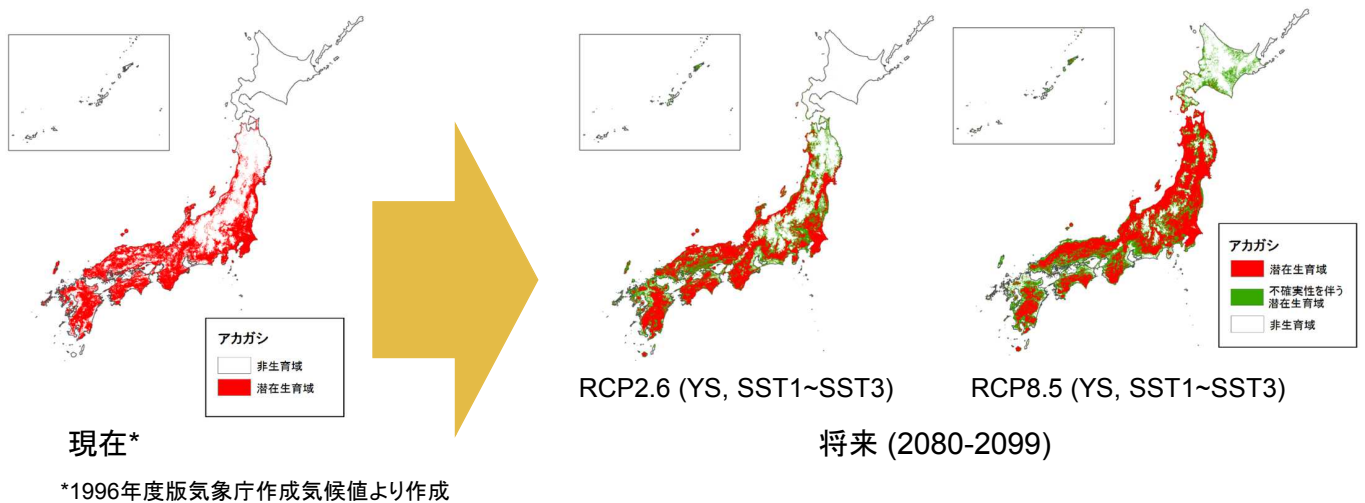 アカガシ
非生育域
潜在生育域
アカガシ
潜在生育域
不確実性を伴う
潜在生育域
非生育域
RCP2.6 (YS, SST1~SST3)
RCP8.5 (YS, SST1~SST3)
現在*
将来 (2080-2099)
*1996年度版気象庁作成気候値より作成